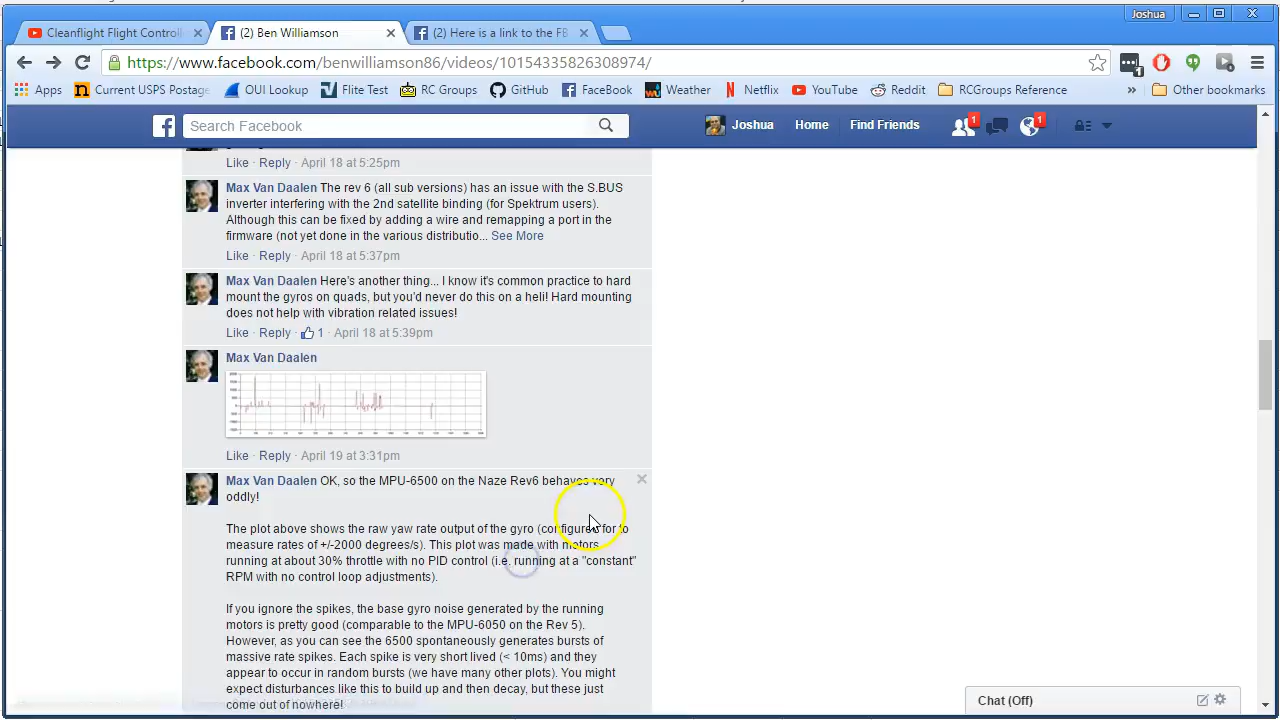 Joshua
Cleanflight Flight Control
(2) Ben Williamson
(2) Here is a link to the FB
https://www.facebook.com/benwilliamson86/videos/10154335826308974/
1
Apps
Current USPS Postage
OUI Lookup
Flite Test
RC Groups
GitHub
FaceBook
Weather
Netflix
YouTube
Reddit
RCGroups Reference
»
Other bookmarks
Search Facebook
Joshua
Home
Find Friends
1
1
Like · Reply · April 18 at 5:25pm
Max Van Daalen The rev 6 (all sub versions) has an issue with the S.BUS
inverter interfering with the 2nd satellite binding (for Spektrum users).
Although this can be fixed by adding a wire and remapping a port in the
firmware (not yet done in the various distributio... See More
Like · Reply · April 18 at 5:37pm
Max Van Daalen Here's another thing... I know it's common practice to hard
mount the gyros on quads, but you'd never do this on a heli! Hard mounting
does not help with vibration related issues!
Like · Reply · 1 · April 18 at 5:39pm
Max Van Daalen
Like · Reply · April 19 at 3:31pm
Max Van Daalen OK, so the MPU-6500 on the Naze Rev6 behaves very
oddly!
The plot above shows the raw yaw rate output of the gyro (configured for to
measure rates of +/-2000 degrees/s). This plot was made with motors
running at about 30% throttle with no PID control (i.e. running at a "constant"
RPM with no control loop adjustments).
If you ignore the spikes, the base gyro noise generated by the running
motors is pretty good (comparable to the MPU-6050 on the Rev 5).
However, as you can see the 6500 spontaneously generates bursts of
massive rate spikes. Each spike is very short lived (< 10ms) and they
appear to occur in random bursts (we have many other plots). You might
expect disturbances like this to build up and then decay, but these just
come out of nowhere!
Chat (Off)